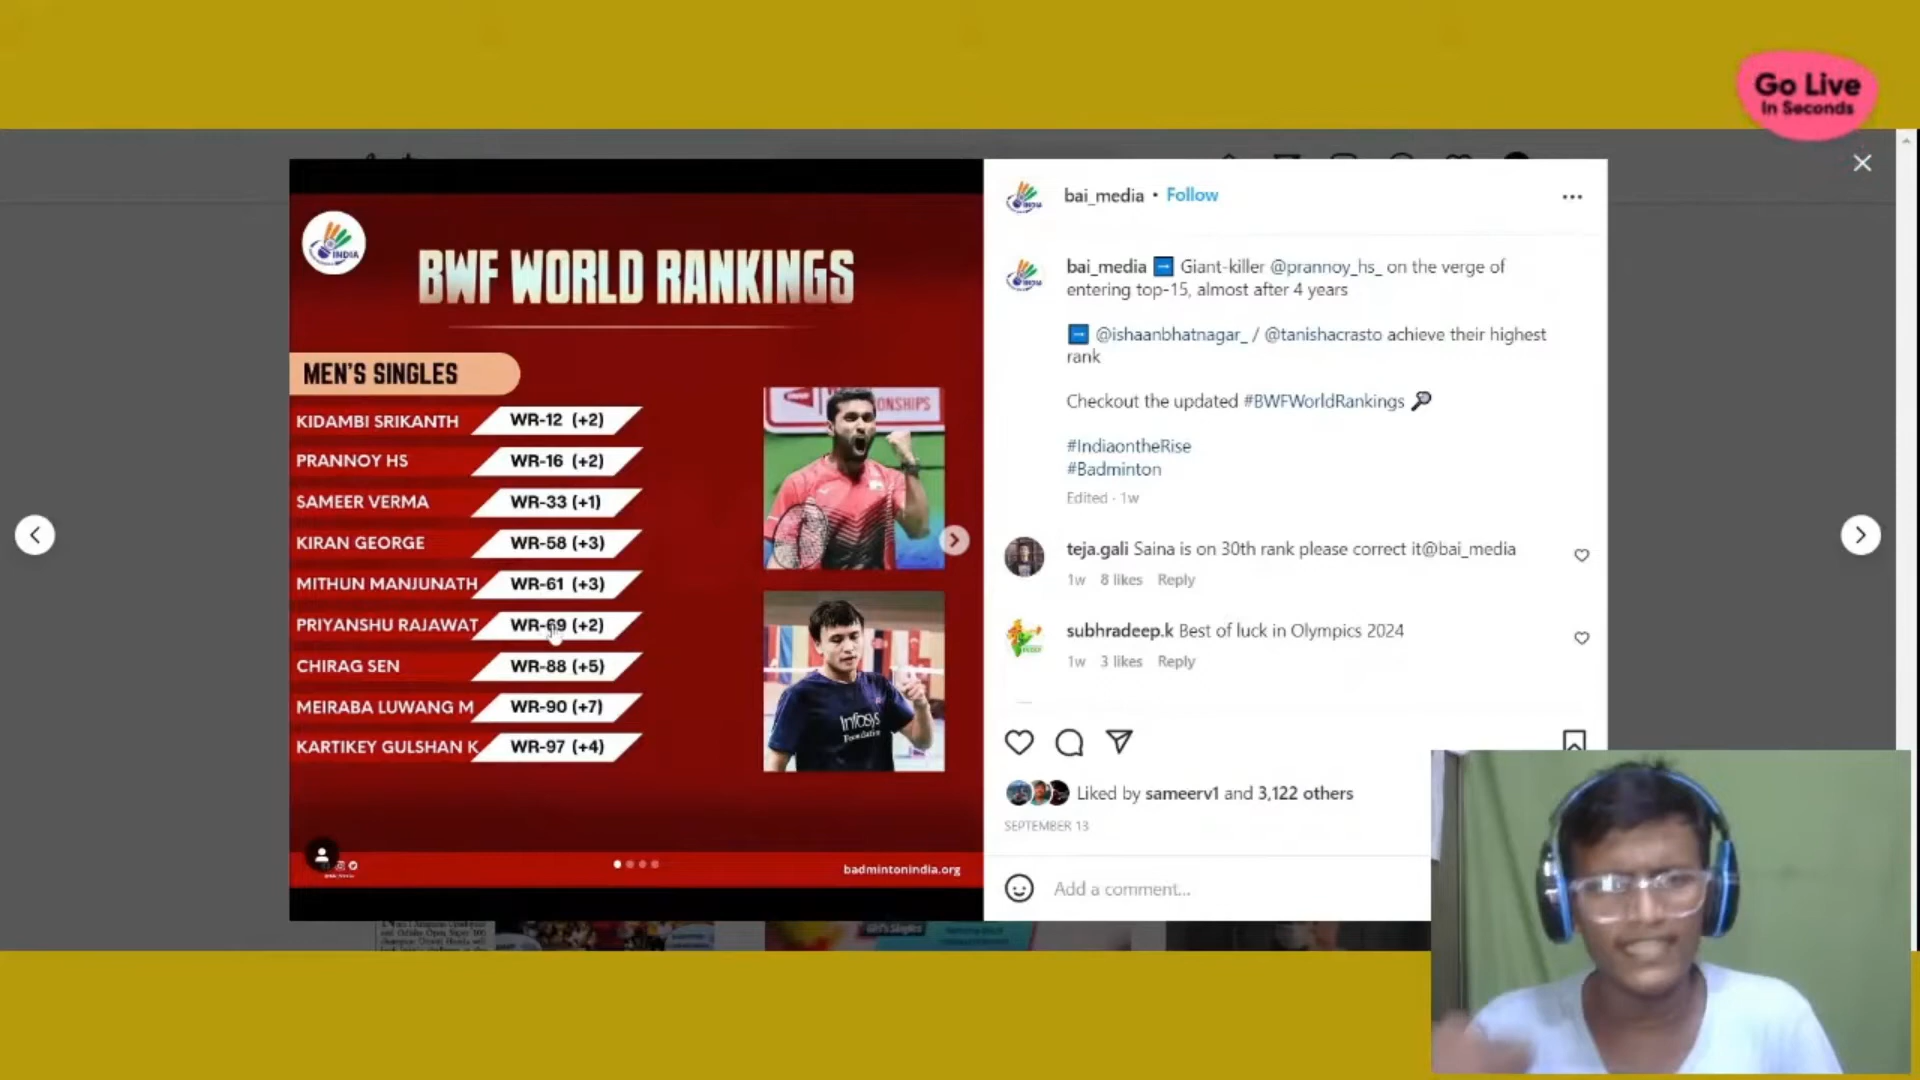 Go Live
In Seconds
INDIA
BWF WORLD RANKINGS
MEN'S SINGLES
KIDAMBI SRIKANTH WR-12 (+2)
PRANNOY HS WR-16 (+2)
SAMEER VERMA WR-33 (+1)
KIRAN GEORGE WR-58 (+3)
MITHUN MANJUNATH WR-61 (+3)
PRIYANSHU RAJAWAT WR-69 (+2)
CHIRAG SEN WR-88 (+5)
MEIRABA LUWANG M WR-90 (+7)
KARTIKEY GULSHAN K WR-97 (+4)
ONSHIPS
Infosys
Foundation
badmintonindia.org
bai_media • Follow
bai_media ➡ Giant-killer @prannoy_hs_ on the verge of
entering top-15, almost after 4 years
➡ @ishaanbhatnagar_ / @tanishacrasto achieve their highest
rank
Checkout the updated #BWFWorldRankings 🔎
#IndiaontheRise
#Badminton
Edited · 1w
teja.gali Saina is on 30th rank please correct it@bai_media
1w 8 likes Reply
subhradeep.k Best of luck in Olympics 2024
1w 3 likes Reply
Liked by sameerv1 and 3,122 others
SEPTEMBER 13
Add a comment...